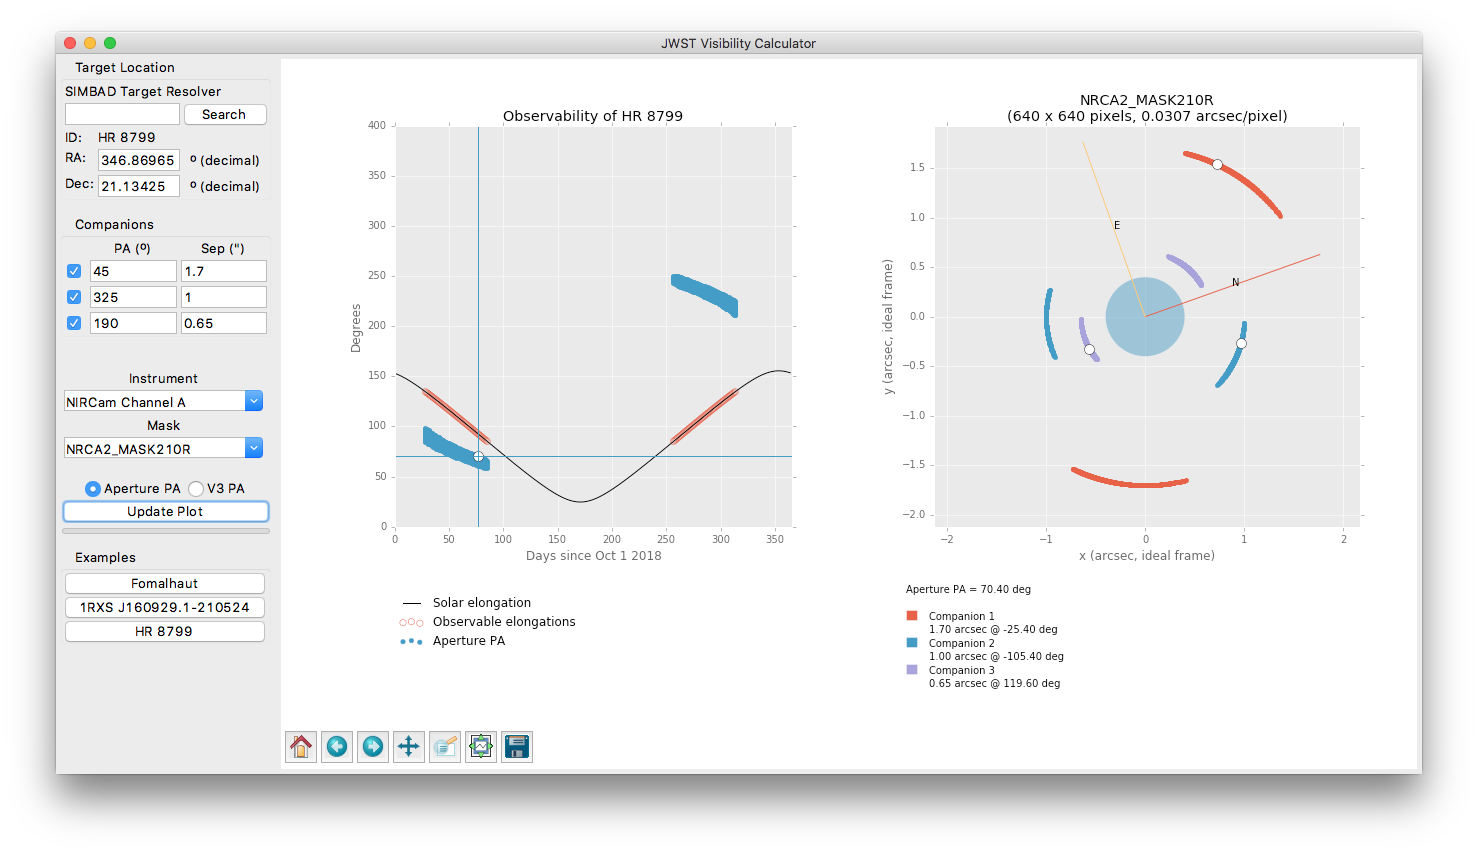 JWST Visibility Calculator
Target Location
SIMBAD Target Resolver
Search
ID: HR 8799
RA: 346.86965 º (decimal)
Dec: 21.13425 º (decimal)
Companions
PA (º) Sep (")
45 1.7
325 1
190 0.65
Instrument
NIRCam Channel A
Mask
NRCA2_MASK210R
Aperture PA V3 PA
Update Plot
Examples
Fomalhaut
1RXS J160929.1-210524
HR 8799
Observability of HR 8799
400
350
300
250
200
150
100
50
0
Degrees
0 50 100 150 200 250 300 350
Days since Oct 1 2018
Solar elongation
Observable elongations
Aperture PA
NRCA2_MASK210R
(640 x 640 pixels, 0.0307 arcsec/pixel)
1.5
1.0
0.5
0.0
−0.5
−1.0
−1.5
−2.0
y (arcsec, ideal frame)
E
N
−2 −1 0 1 2
x (arcsec, ideal frame)
Aperture PA = 70.40 deg
Companion 1
1.70 arcsec @ -25.40 deg
Companion 2
1.00 arcsec @ -105.40 deg
Companion 3
0.65 arcsec @ 119.60 deg